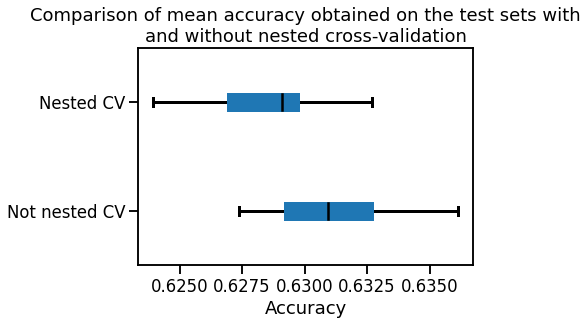 Comparison of mean accuracy obtained on the test sets with
and without nested cross-validation
Nested CV
Not nested CV
0.6250 0.6275 0.6300 0.6325 0.6350
Accuracy